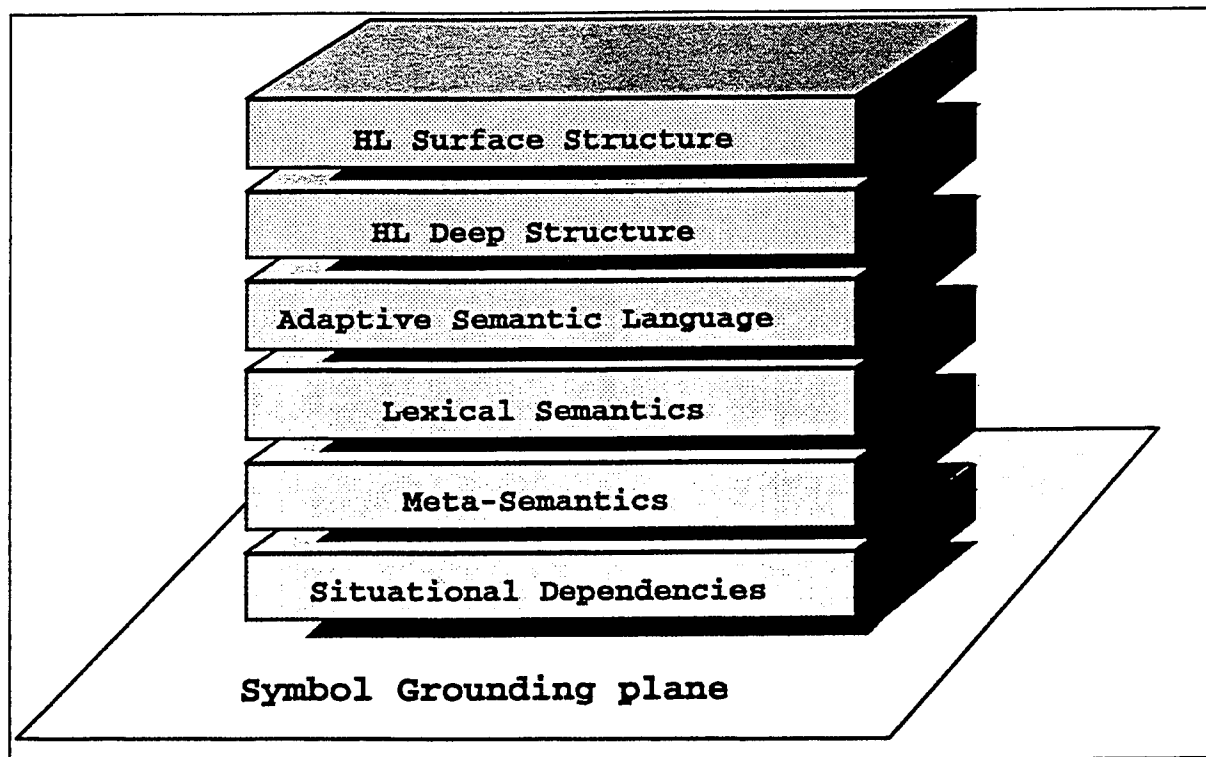 HL Surface Structure
HL Deep Structure
Adaptive Semantic Language
Lexical Semantics
Meta-Semantics
Situational Dependencies
Symbol Grounding plane